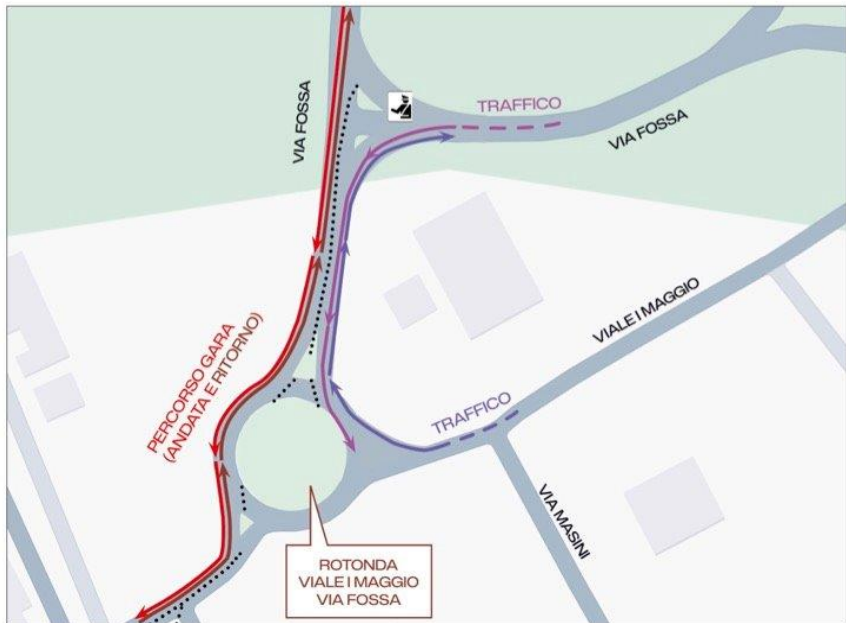 VIA FOSSA
TRAFFICO
VIA FOSSA
VIALE I MAGGIO
PERCORSO GARA
(ANDATA E RITORNO)
TRAFFICO
VIA MASINI
ROTONDA
VIALE I MAGGIO
VIA FOSSA